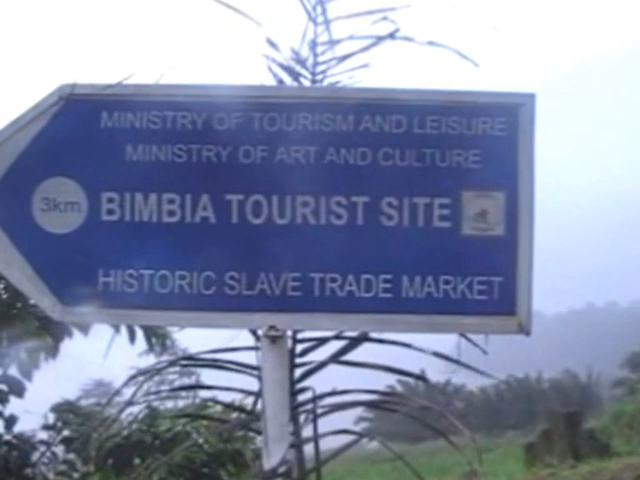 MINISTRY OF TOURISM AND LEISURE
MINISTRY OF ART AND CULTURE
3km
BIMBIA TOURIST SITE
HISTORIC SLAVE TRADE MARKET